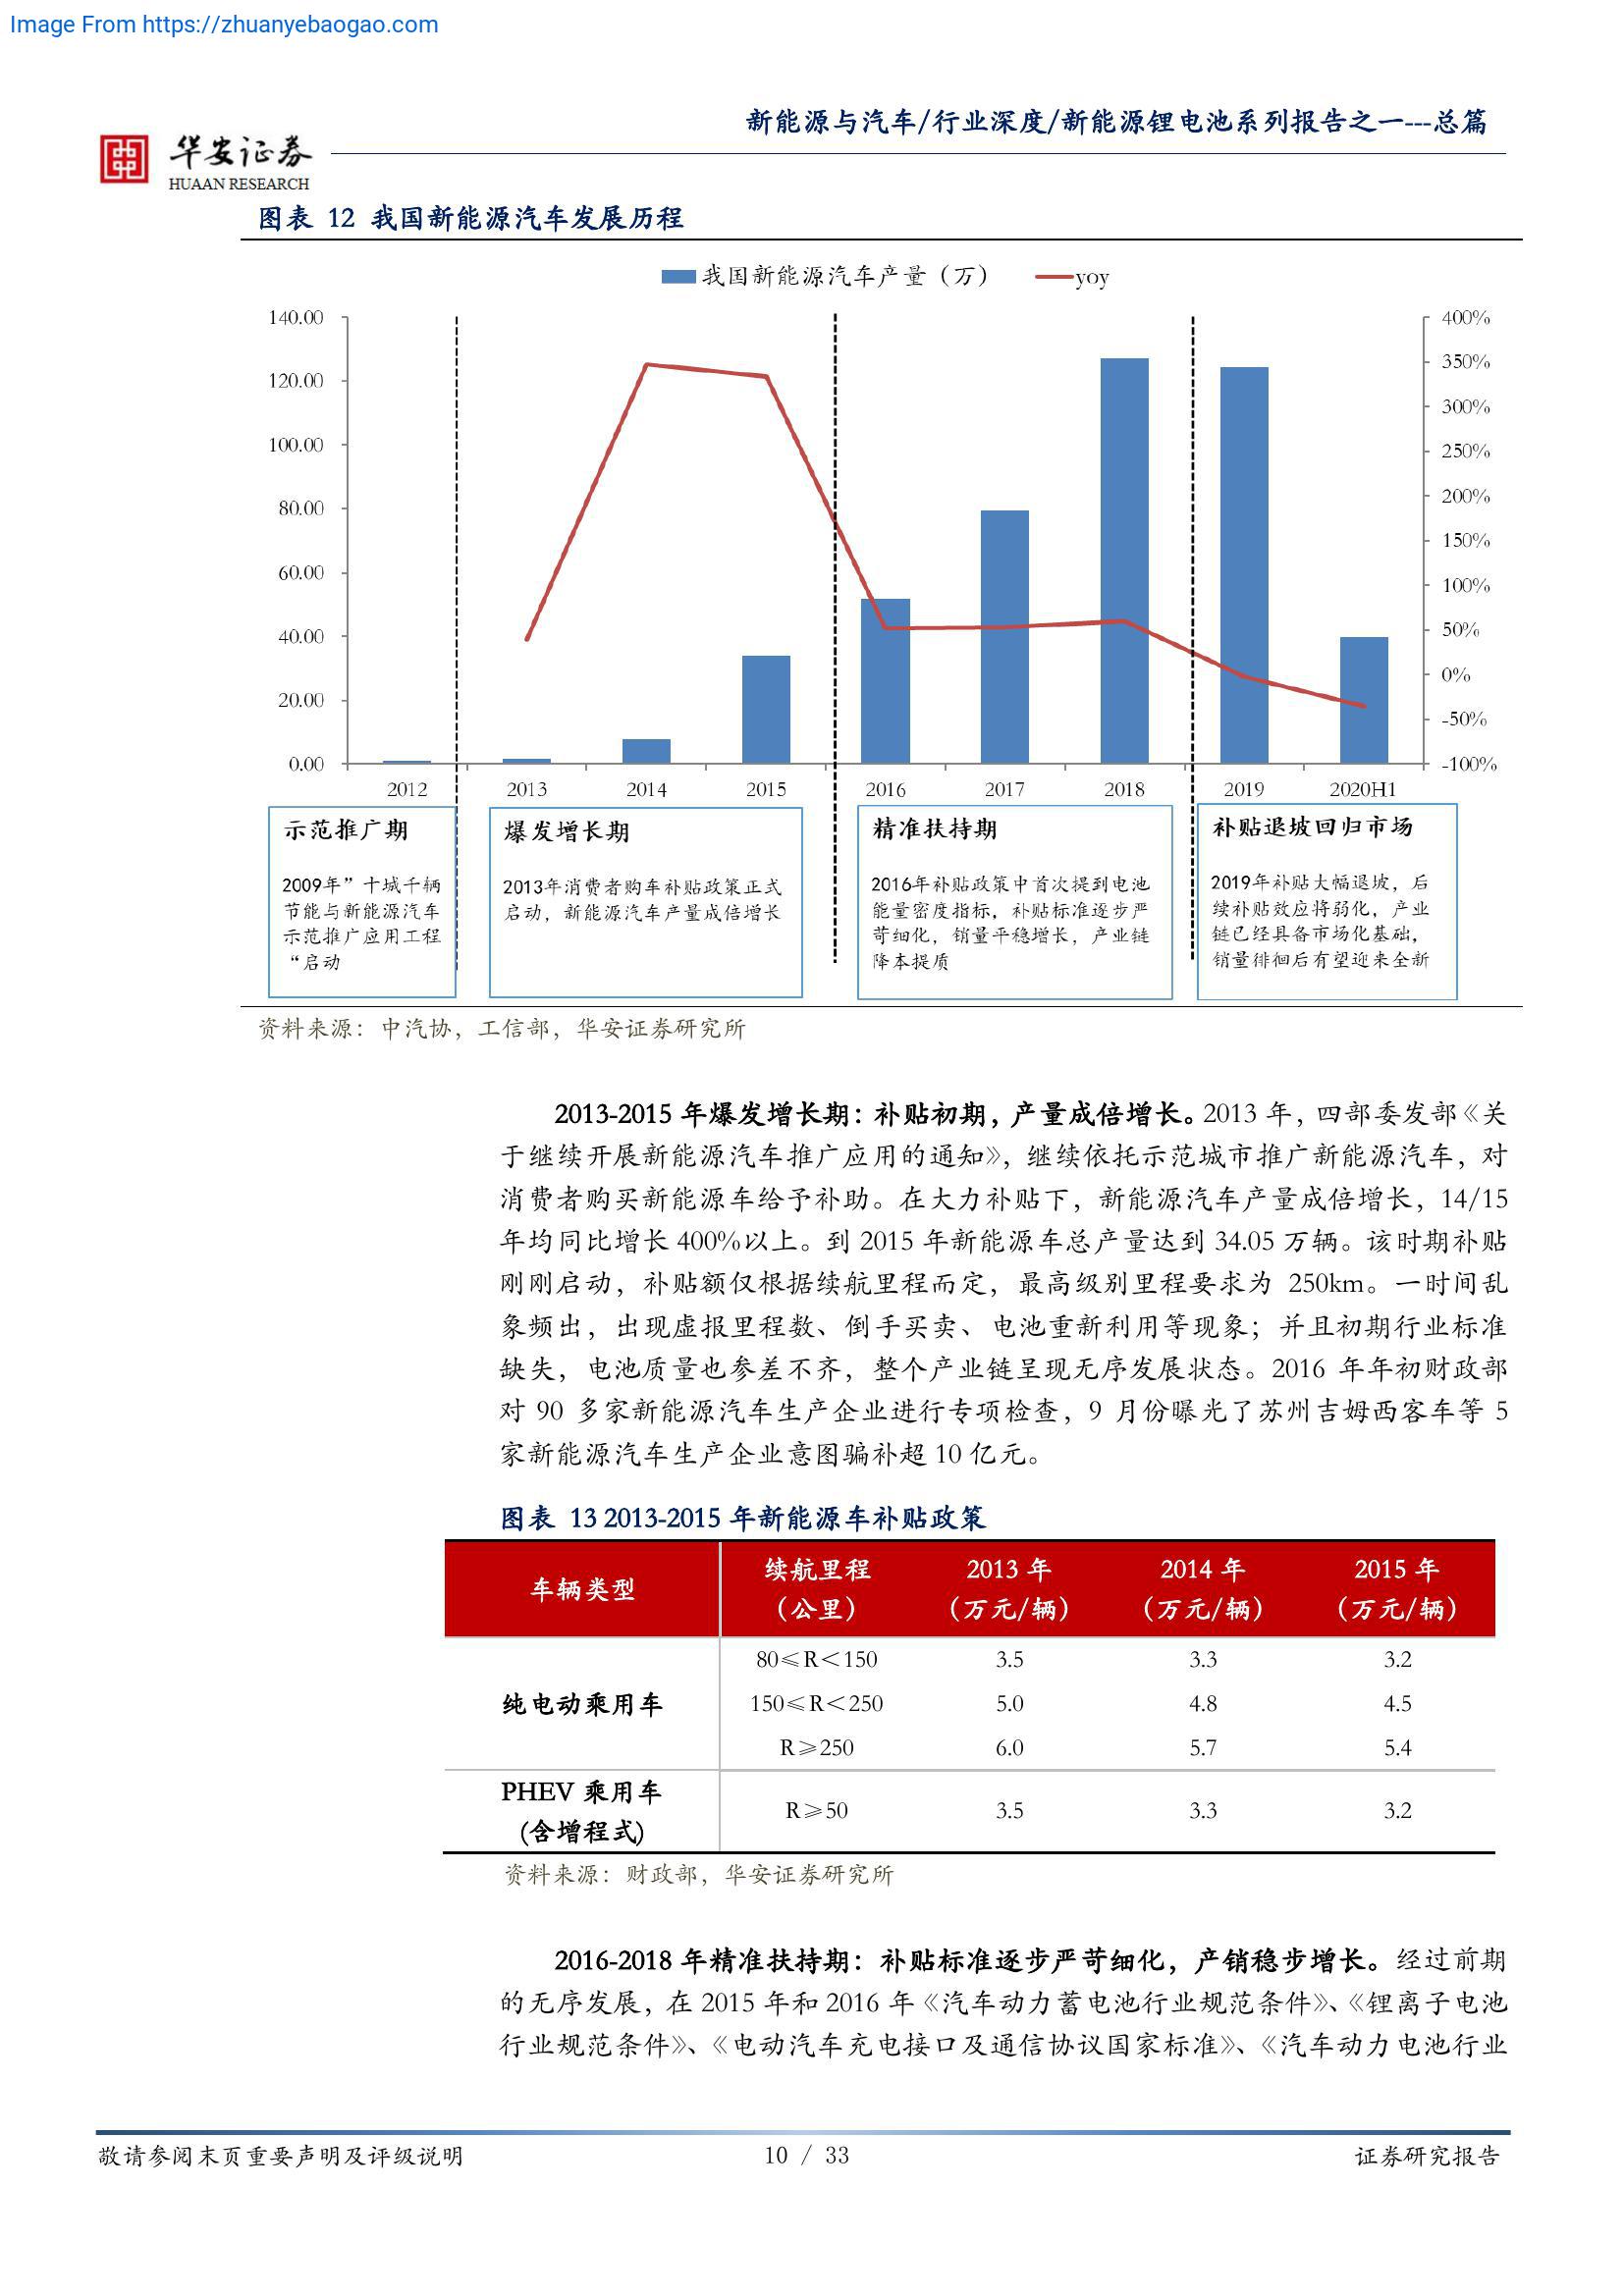 Image From https://zhuanyebaogao.com
新能源与汽车/行业深度/新能源锂电池系列报告之一---总篇
华安证券
HUAAN RESEARCH
图表 12 我国新能源汽车发展历程
我国新能源汽车产量（万） yoy
140.00 400%
120.00 350%
100.00 300%
80.00 250%
60.00 200%
40.00 150%
20.00 100%
0.00 50%
0%
-50%
-100%
2012 2013 2014 2015 2016 2017 2018 2019 2020H1
示范推广期
2009年”十城千辆
节能与新能源汽车
示范推广应用工程
“启动
爆发增长期
2013年消费者购车补贴政策正式
启动，新能源汽车产量成倍增长
精准扶持期
2016年补贴政策中首次提到电池
能量密度指标，补贴标准逐步严
苛细化，销量平稳增长，产业链
降本提质
补贴退坡回归市场
2019年补贴大幅退坡，后
续补贴效应将弱化，产业
链已经具备市场化基础，
销量徘徊后有望迎来全新
资料来源：中汽协，工信部，华安证券研究所
2013-2015 年爆发增长期：补贴初期，产量成倍增长。2013 年，四部委发部《关
于继续开展新能源汽车推广应用的通知》，继续依托示范城市推广新能源汽车，对
消费者购买新能源车给予补助。在大力补贴下，新能源汽车产量成倍增长，14/15
年均同比增长 400%以上。到 2015 年新能源车总产量达到 34.05 万辆。该时期补贴
刚刚启动，补贴额仅根据续航里程而定，最高级别里程要求为 250km。一时间乱
象频出，出现虚报里程数、倒手买卖、电池重新利用等现象；并且初期行业标准
缺失，电池质量也参差不齐，整个产业链呈现无序发展状态。2016 年年初财政部
对 90 多家新能源汽车生产企业进行专项检查，9 月份曝光了苏州吉姆西客车等 5
家新能源汽车生产企业意图骗补超 10 亿元。
图表 13 2013-2015 年新能源车补贴政策
车辆类型 续航里程（公里） 2013 年（万元/辆） 2014 年（万元/辆） 2015 年（万元/辆）
80≤R＜150 3.5 3.3 3.2
纯电动乘用车 150≤R＜250 5.0 4.8 4.5
R≥250 6.0 5.7 5.4
PHEV 乘用车
(含增程式) R≥50 3.5 3.3 3.2
资料来源：财政部，华安证券研究所
2016-2018 年精准扶持期：补贴标准逐步严苛细化，产销稳步增长。经过前期
的无序发展，在 2015 年和 2016 年《汽车动力蓄电池行业规范条件》、《锂离子电池
行业规范条件》、《电动汽车充电接口及通信协议国家标准》、《汽车动力电池行业
敬请参阅末页重要声明及评级说明 10 / 33 证券研究报告